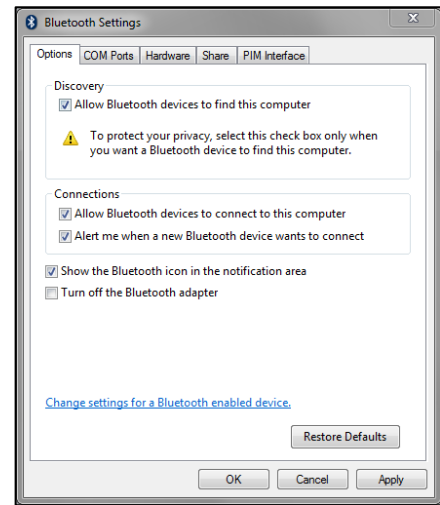 Bluetooth Settings
Options COM Ports Hardware Share PIM Interface
Discovery
Allow Bluetooth devices to find this computer
To protect your privacy, select this check box only when
you want a Bluetooth device to find this computer.
Connections
Allow Bluetooth devices to connect to this computer
Alert me when a new Bluetooth device wants to connect
Show the Bluetooth icon in the notification area
Turn off the Bluetooth adapter
Change settings for a Bluetooth enabled device.
Restore Defaults
OK Cancel Apply